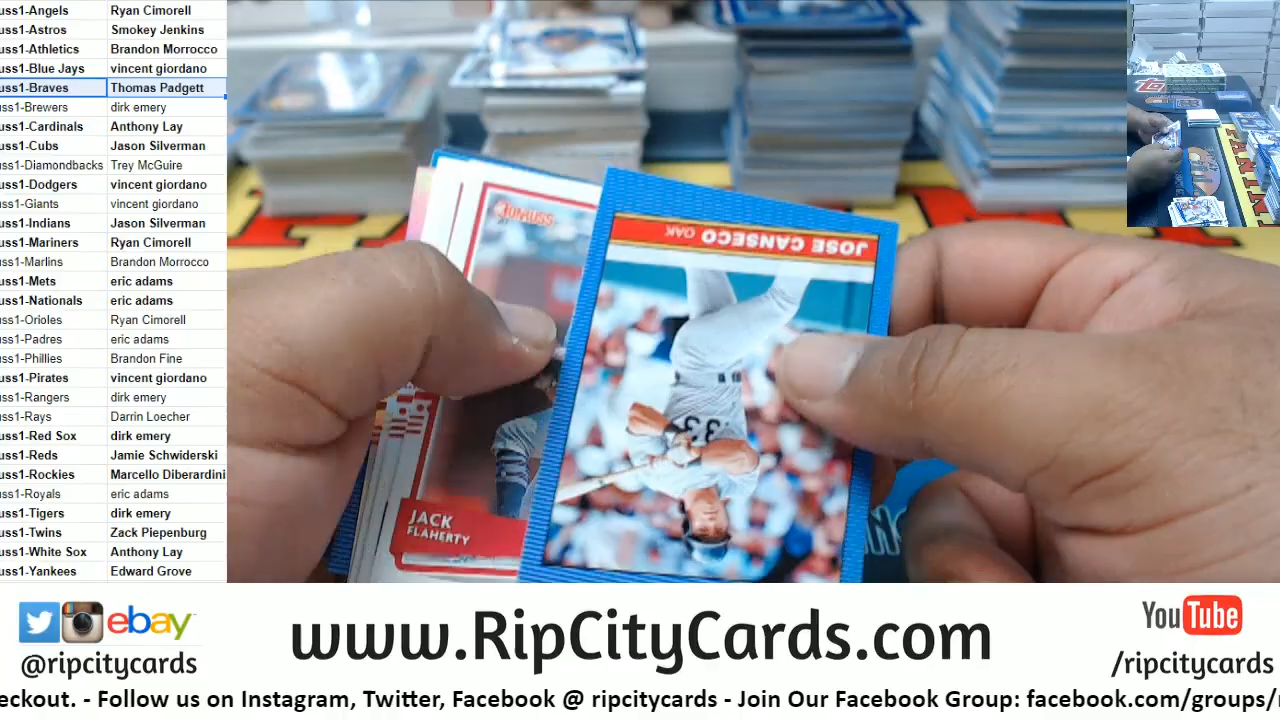 uss1-Angels Ryan Cimorell
uss1-Astros Smokey Jenkins
uss1-Athletics Brandon Morrocco
uss1-Blue Jays vincent giordano
uss1-Braves Thomas Padgett
uss1-Brewers dirk emery
uss1-Cardinals Anthony Lay
uss1-Cubs Jason Silverman
uss1-Diamondbacks Trey McGuire
uss1-Dodgers vincent giordano
uss1-Giants vincent giordano
uss1-Indians Jason Silverman
uss1-Mariners Ryan Cimorell
uss1-Marlins Brandon Morrocco
uss1-Mets eric adams
uss1-Nationals eric adams
uss1-Orioles Ryan Cimorell
uss1-Padres eric adams
uss1-Phillies Brandon Fine
uss1-Pirates vincent giordano
uss1-Rangers dirk emery
uss1-Rays Darrin Loecher
uss1-Red Sox dirk emery
uss1-Reds Jamie Schwiderski
uss1-Rockies Marcello Diberardini
uss1-Royals eric adams
uss1-Tigers dirk emery
uss1-Twins Zack Piepenburg
uss1-White Sox Anthony Lay
uss1-Yankees Edward Grove
JOSE CANSECO OAK
33
DONRUSS
JACK
FLAHERTY
ebay
@ripcitycards
www.RipCityCards.com
YouTube
/ripcitycards
eckout. - Follow us on Instagram, Twitter, Facebook @ ripcitycards - Join Our Facebook Group: facebook.com/groups/